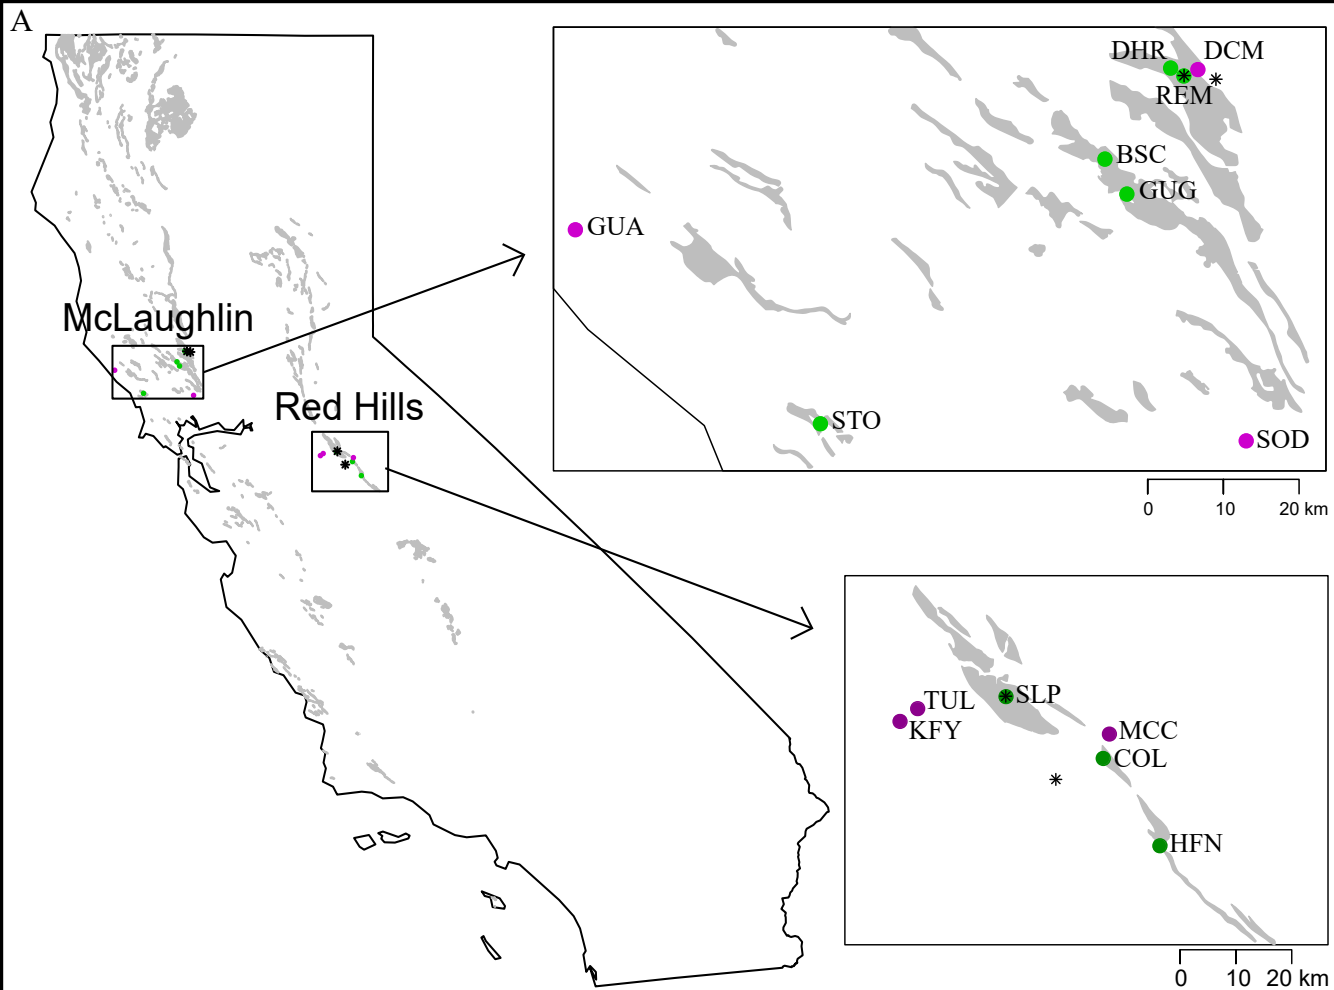 A
DHR
DCM
REM
BSC
GUG
GUA
McLaughlin
Red Hills
STO
SOD
0 10 20 km
SLP
TUL
KFY
MCC
COL
HFN
0 10 20 km